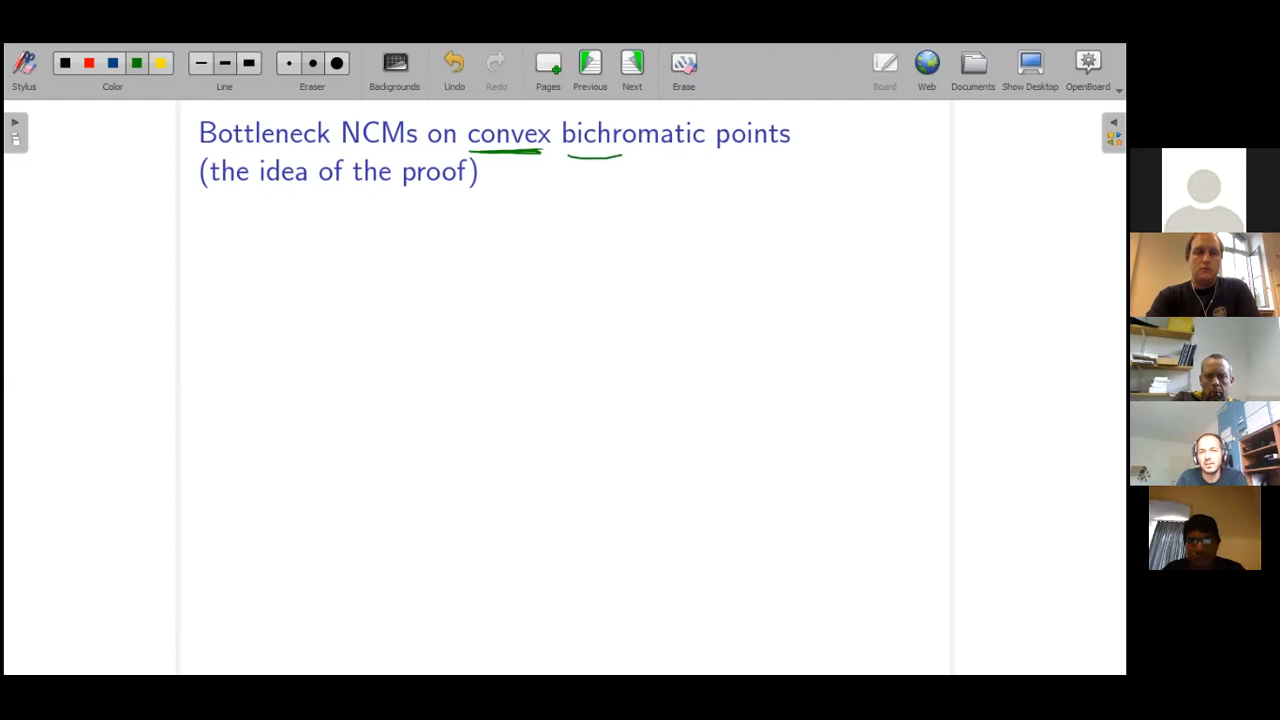 Stylus
Color
Line
Eraser
Backgrounds
Undo
Redo
Pages
Previous
Next
Erase
Board
Web
Documents
Show Desktop
OpenBoard
Bottleneck NCMs on convex bichromatic points
(the idea of the proof)